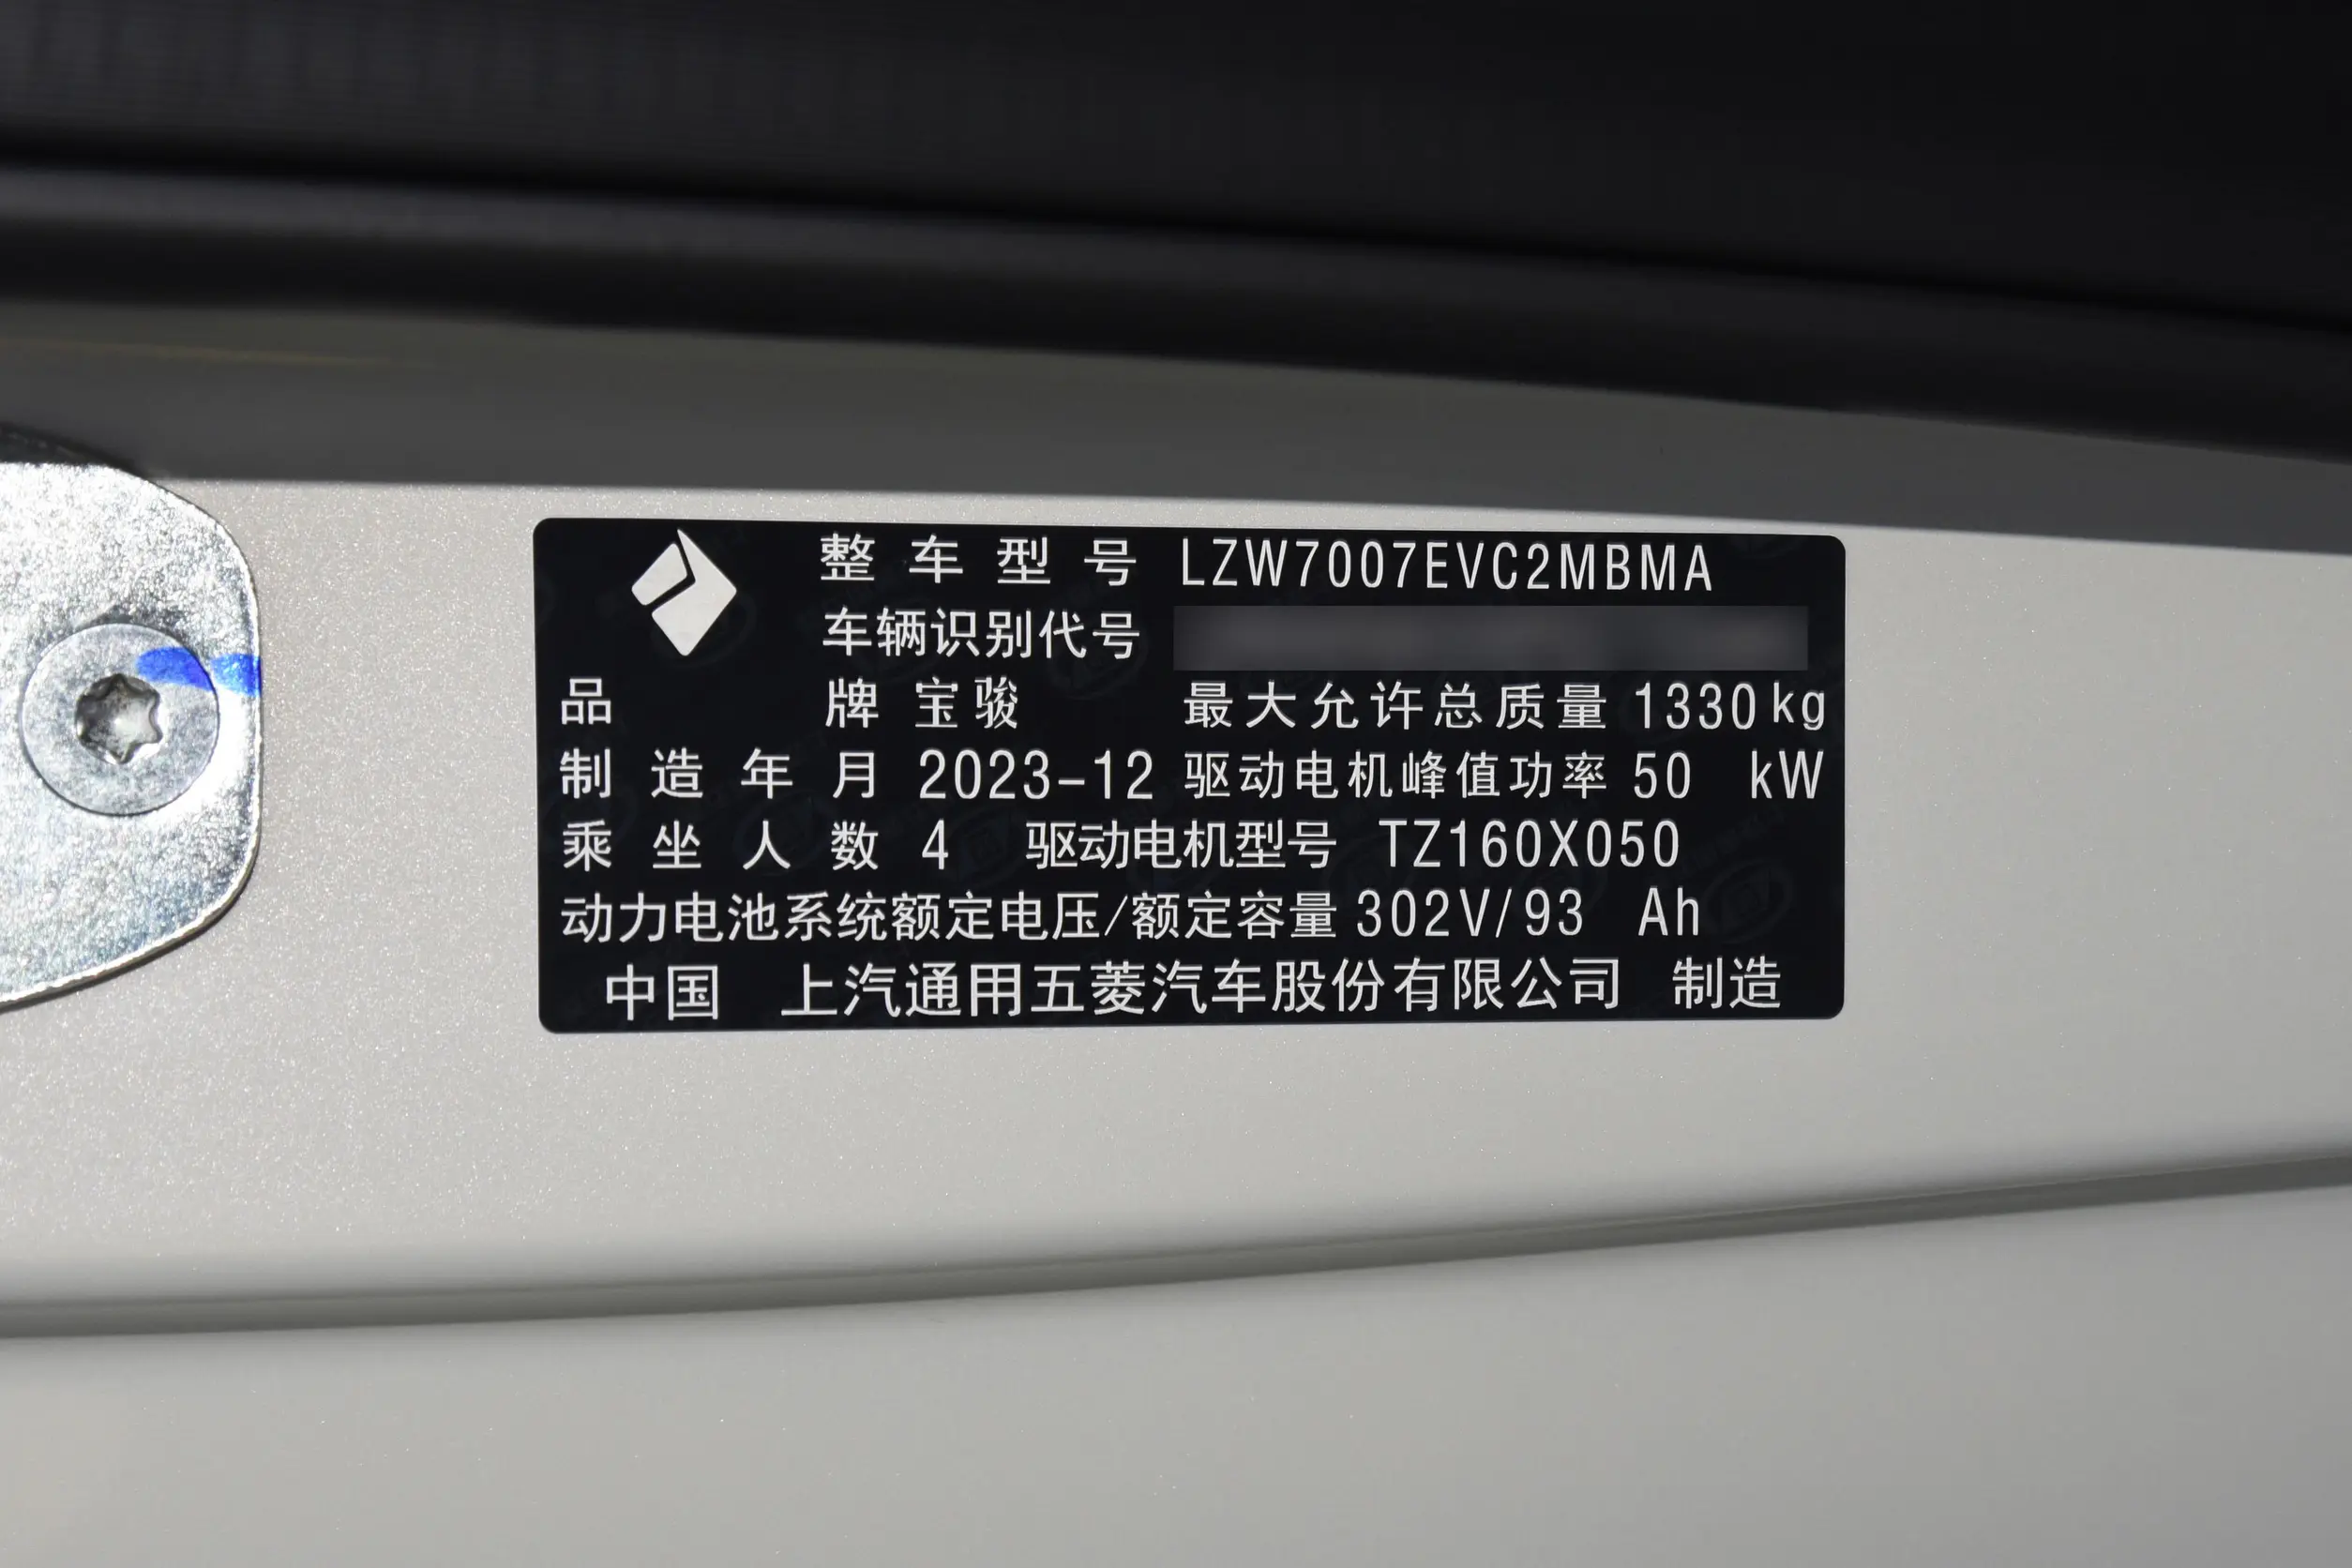 整车型号 LZW7007EVC2MBMA
车辆识别代号
品牌 宝骏 最大允许总质量 1330kg
制造年月 2023-12 驱动电机峰值功率 50 kW
乘坐人数 4 驱动电机型号 TZ160X050
动力电池系统额定电压/额定容量 302V/93 Ah
中国 上汽通用五菱汽车股份有限公司 制造